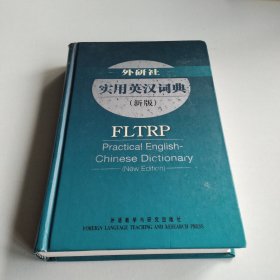 外研社
实用英汉词典
(新版)
FLTRP
Practical English-
Chinese Dictionary
(New Edition)
外语教学与研究出版社
FOREIGN LANGUAGE TEACHING AND RESEARCH PRESS